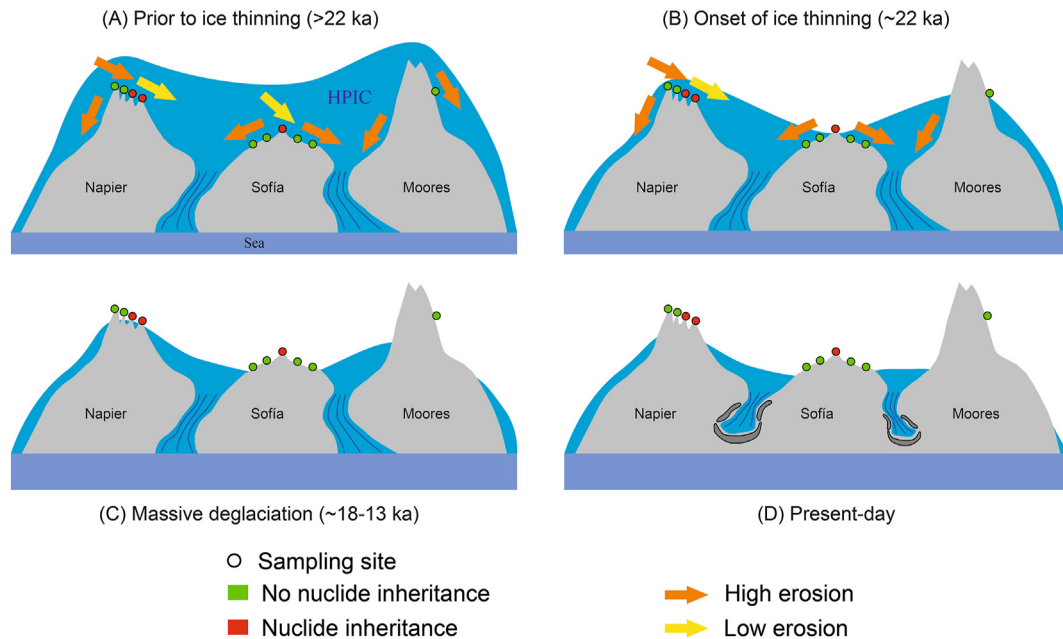 (A) Prior to ice thinning (>22 ka)
(B) Onset of ice thinning (~22 ka)
HPIC
Napier
Sofía
Moores
Sea
Napier
Sofía
Moores
Napier
Sofía
Moores
Napier
Sofía
Moores
(C) Massive deglaciation (~18-13 ka)
(D) Present-day
Sampling site
No nuclide inheritance
Nuclide inheritance
High erosion
Low erosion